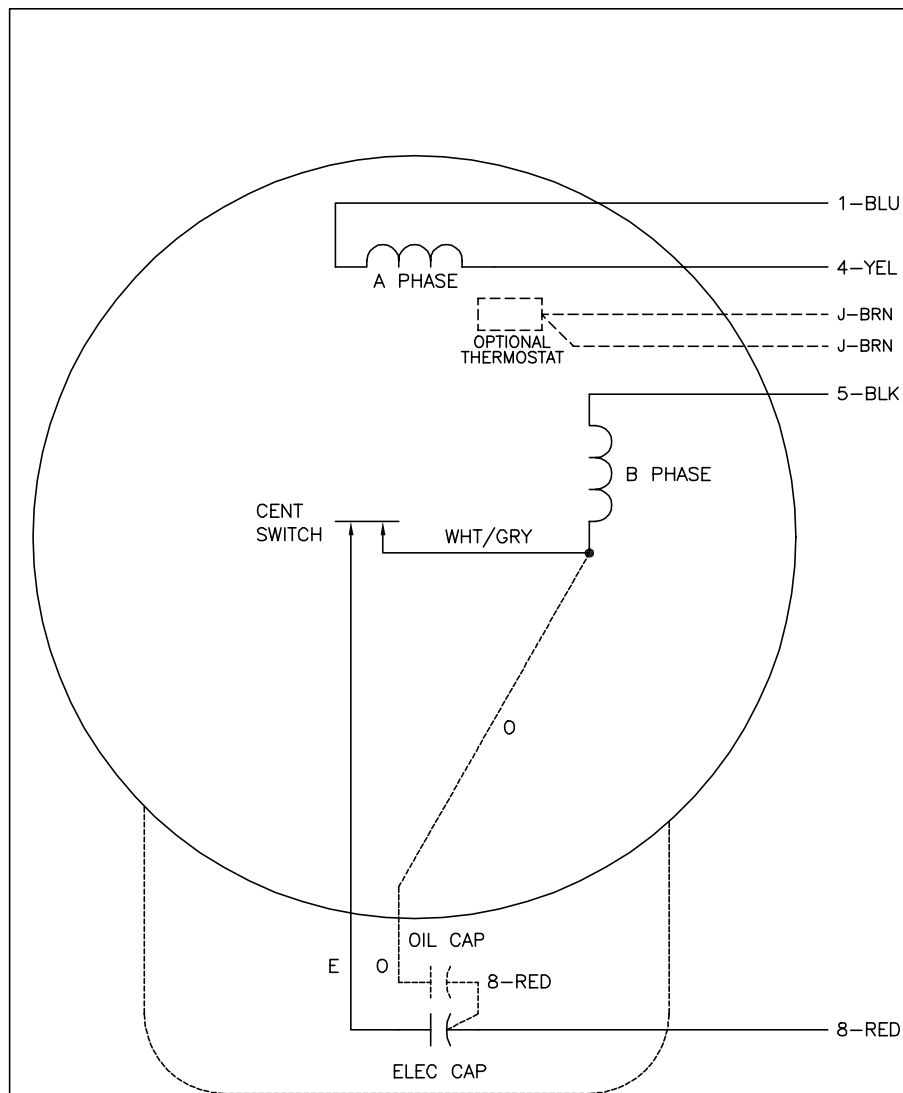 1-BLU
A PHASE
4-YEL
J-BRN
OPTIONAL
THERMOSTAT
J-BRN
5-BLK
B PHASE
CENT
SWITCH
WHT/GRY
O
OIL CAP
E
O
8-RED
8-RED
ELEC CAP